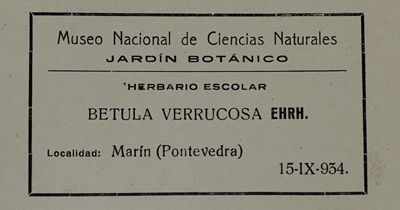 Museo Nacional de Ciencias Naturales
JARDÍN BOTÁNICO
HERBARIO ESCOLAR
BETULA VERRUCOSA EHRH.
Localidad: Marín (Pontevedra)
15-IX-934.